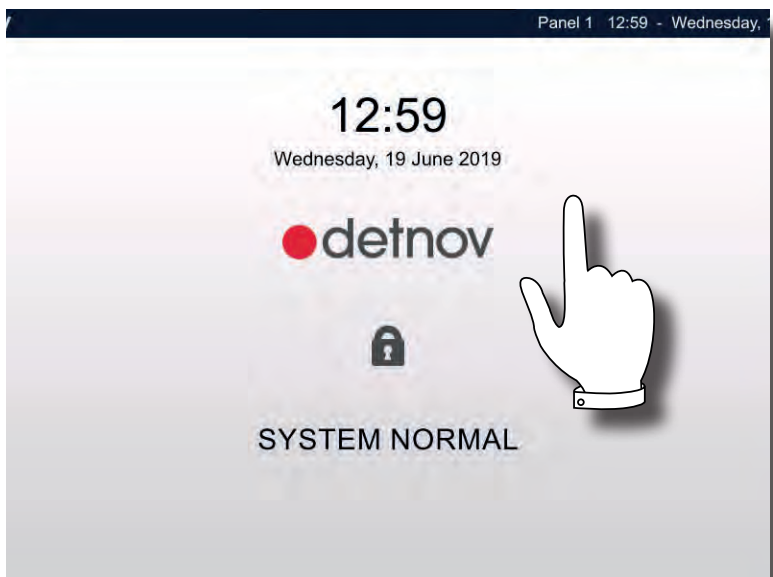 Panel 1 12:59 - Wednesday,
12:59
Wednesday, 19 June 2019
detnov
SYSTEM NORMAL